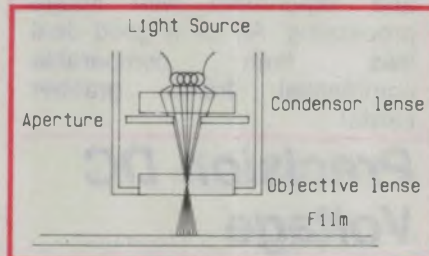 Light Source
Condensor lense
Aperture
Objective lense
Film